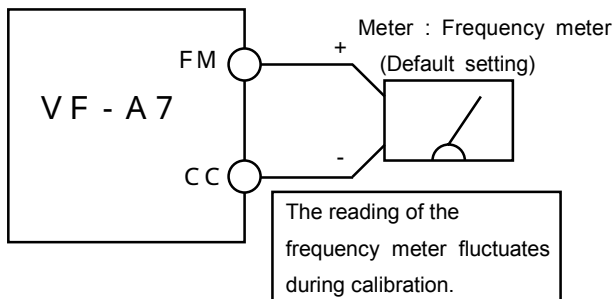 Meter : Frequency meter
(Default setting)
FM
+
VF-A7
CC
-
The reading of the
frequency meter fluctuates
during calibration.